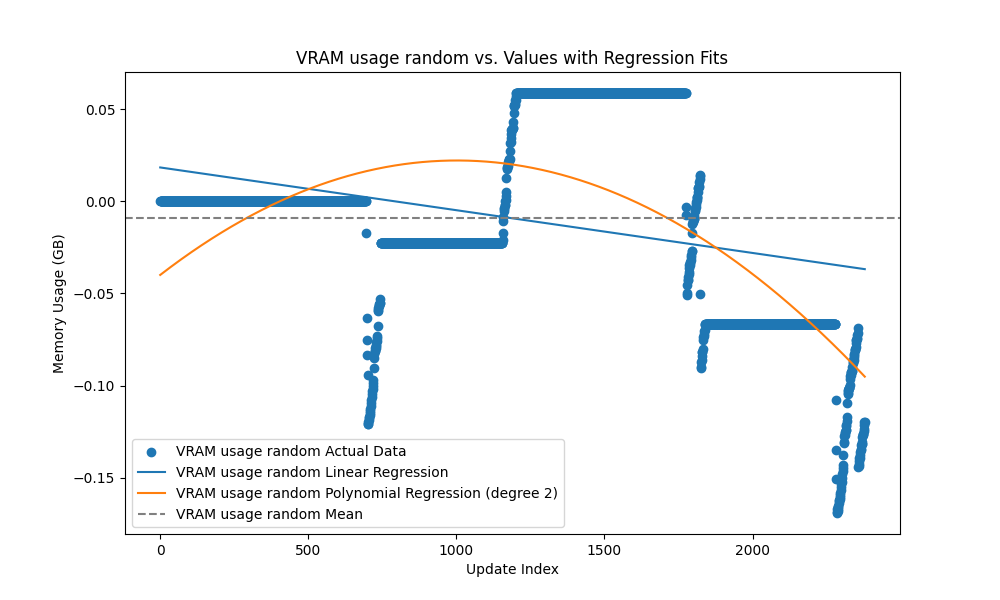 VRAM usage random vs. Values with Regression Fits
Memory Usage (GB)
0.05
0.00
−0.05
−0.10
−0.15
VRAM usage random Actual Data
VRAM usage random Linear Regression
VRAM usage random Polynomial Regression (degree 2)
VRAM usage random Mean
0
500
1000
1500
2000
Update Index